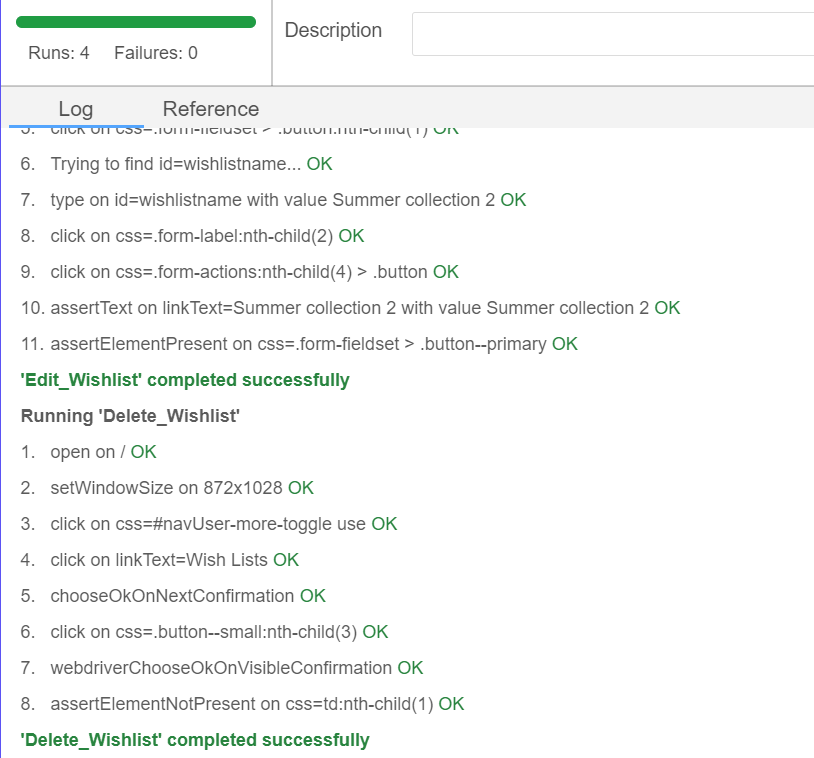 Runs: 4 Failures: 0
Description
Log Reference
5. click on css=.form-fieldset > .button:nth-child(1) OK
6. Trying to find id=wishlistname... OK
7. type on id=wishlistname with value Summer collection 2 OK
8. click on css=.form-label:nth-child(2) OK
9. click on css=.form-actions:nth-child(4) > .button OK
10. assertText on linkText=Summer collection 2 with value Summer collection 2 OK
11. assertElementPresent on css=.form-fieldset > .button--primary OK
'Edit_Wishlist' completed successfully
Running 'Delete_Wishlist'
1. open on / OK
2. setWindowSize on 872x1028 OK
3. click on css=#navUser-more-toggle use OK
4. click on linkText=Wish Lists OK
5. chooseOkOnNextConfirmation OK
6. click on css=.button--small:nth-child(3) OK
7. webdriverChooseOkOnVisibleConfirmation OK
8. assertElementNotPresent on css=td:nth-child(1) OK
'Delete_Wishlist' completed successfully